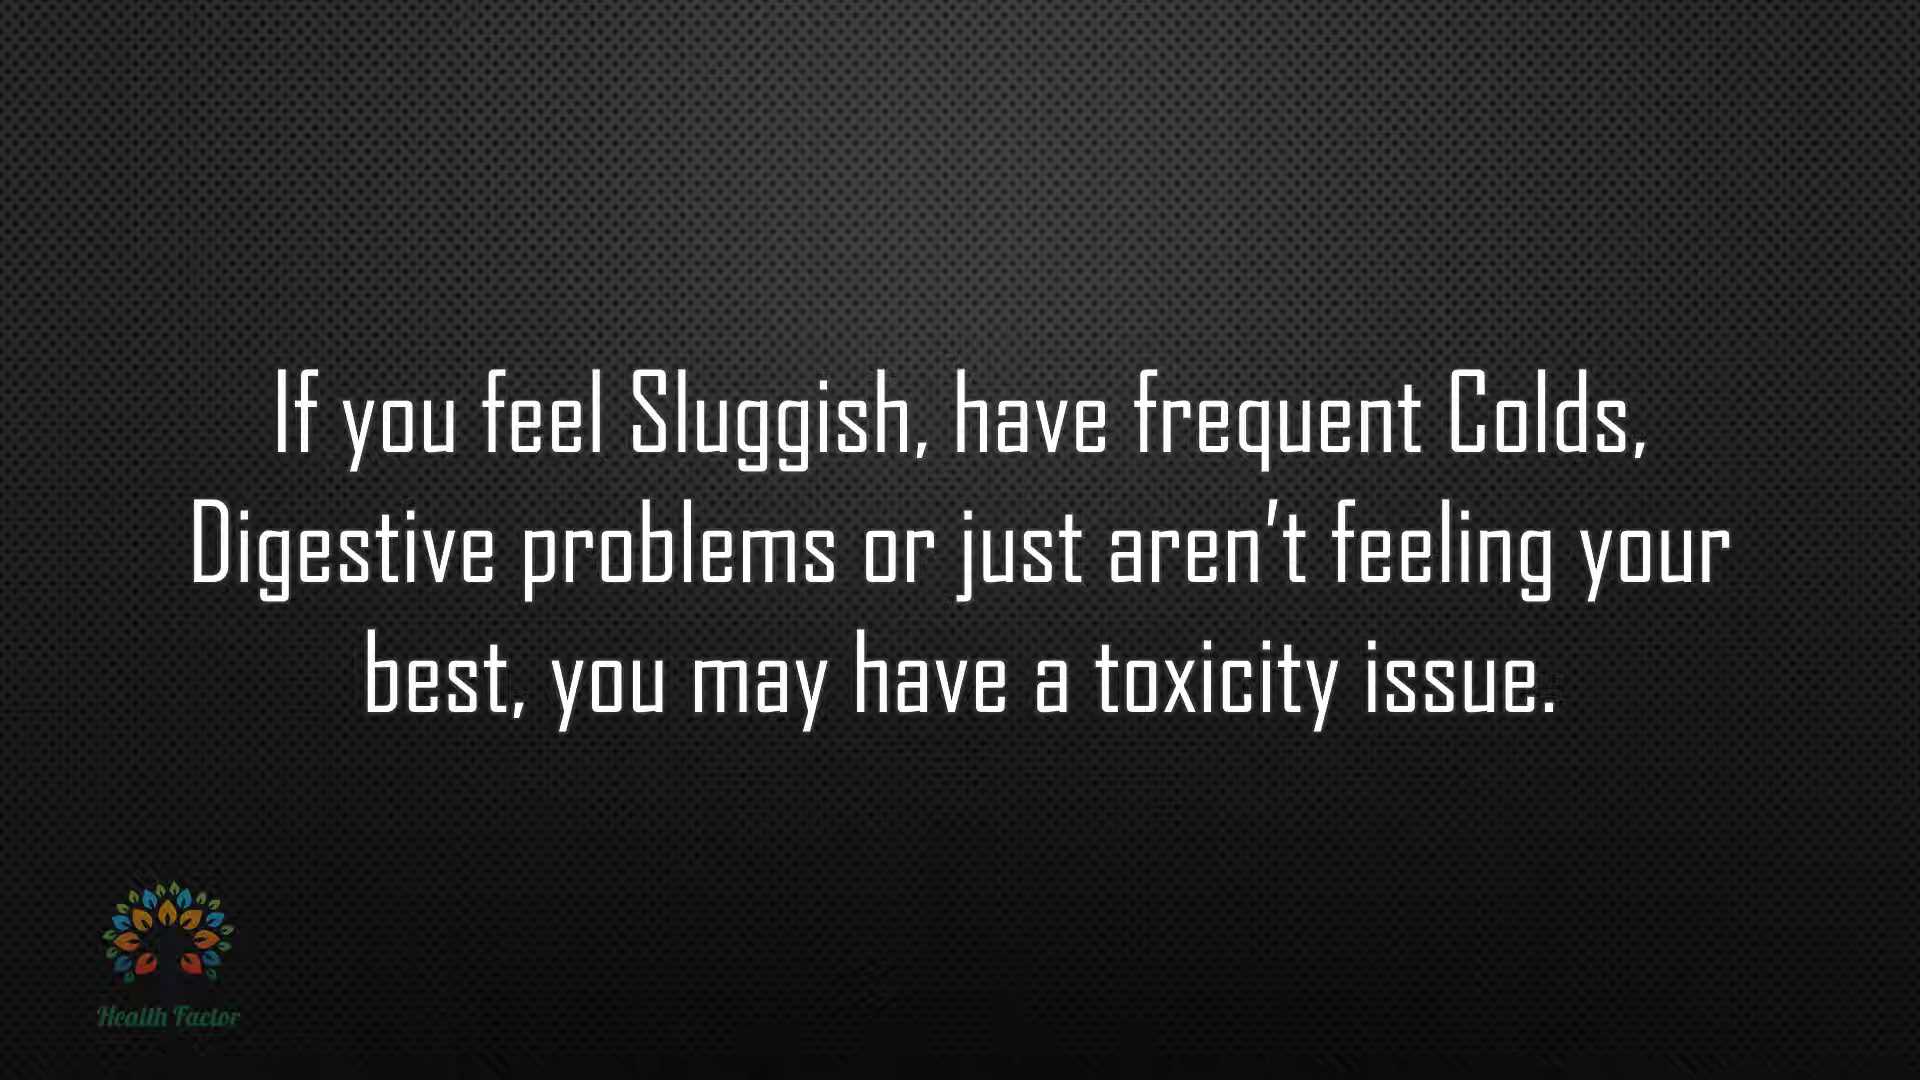 If you feel Sluggish, have frequent Colds,
Digestive problems or just aren't feeling your
best, you may have a toxicity issue.
Health Factor